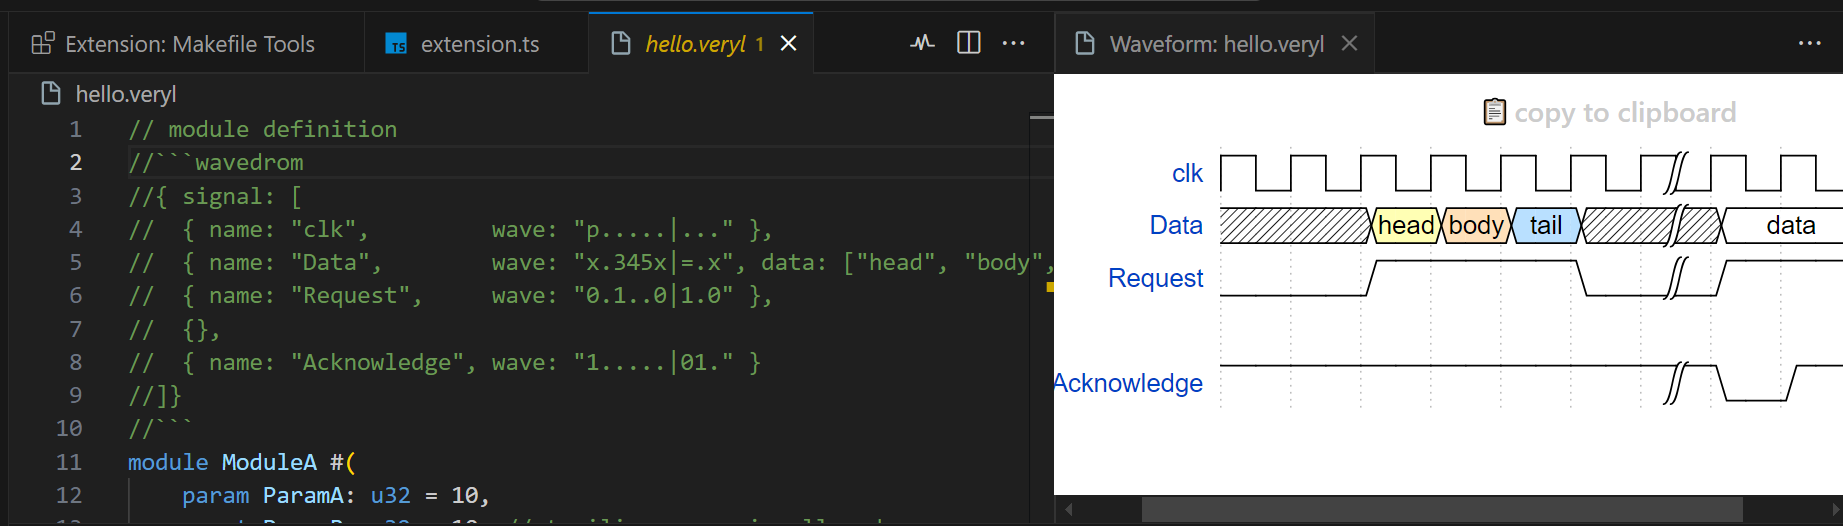 Extension: Makefile Tools
TS extension.ts
hello.veryl 1
Waveform: hello.veryl
hello.veryl
1 // module definition
2 //```wavedrom
3 //{ signal: [
4 //  { name: "clk",         wave: "p.....|..." },
5 //  { name: "Data",        wave: "x.345x|=.x", data: ["head", "body",
6 //  { name: "Request",     wave: "0.1..0|1.0" },
7 //  {},
8 //  { name: "Acknowledge", wave: "1.....|01." }
9 //]}
10 //```
11 module ModuleA #(
12     param ParamA: u32 = 10,
copy to clipboard
clk
Data head body tail data
Request
Acknowledge